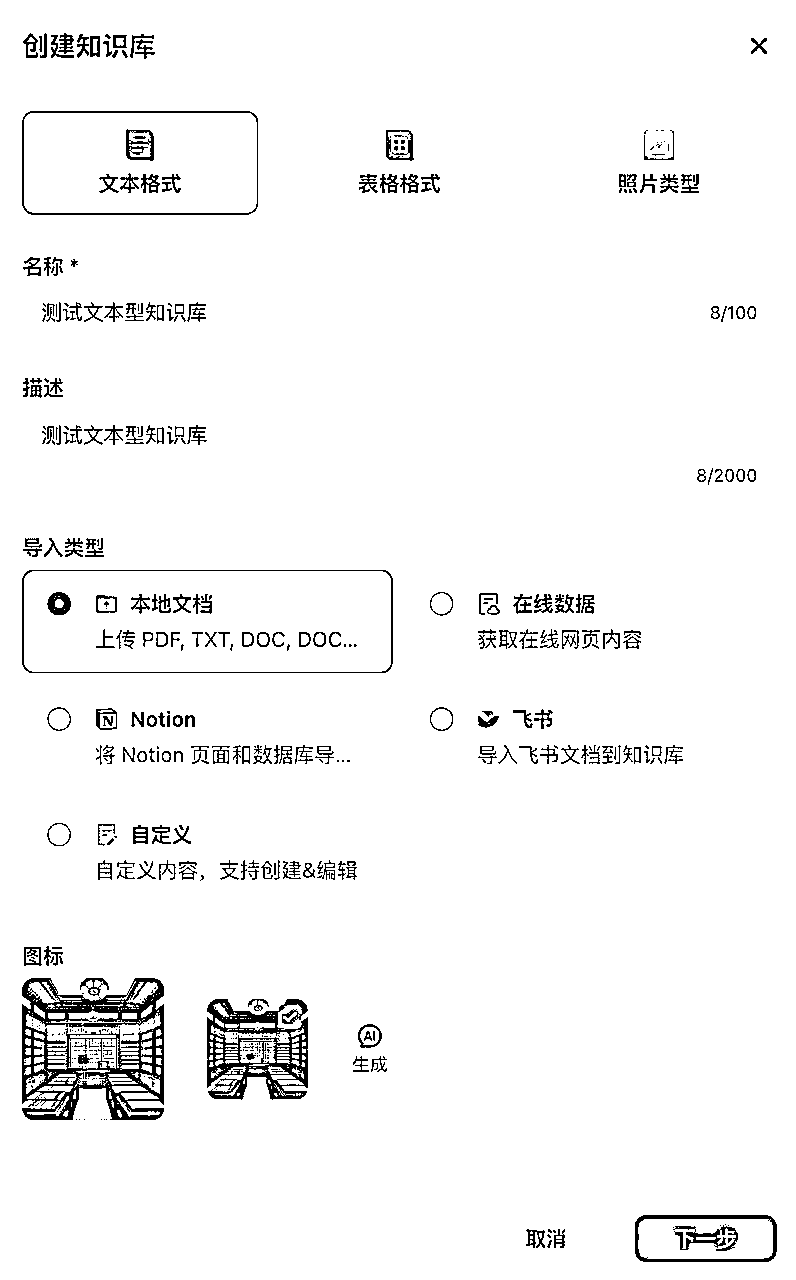 创建知识库
文本格式
表格格式
照片类型
名称 *
测试文本型知识库
8/100
描述
测试文本型知识库
8/2000
导入类型
本地文档
上传 PDF, TXT, DOC, DOC...
在线数据
获取在线网页内容
Notion
将 Notion 页面和数据库导...
飞书
导入飞书文档到知识库
自定义
自定义内容，支持创建&编辑
图标
AI
生成
取消
下一步